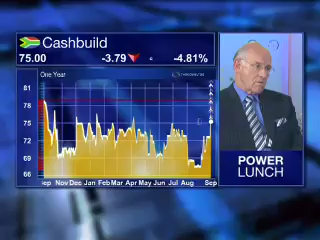 Cashbuild
75.00 -3.79 -4.81%
One Year
81
78
75
72
69
66
Sep Nov Dec Jan Feb Mar Apr May Jun Jul Aug Sep
POWER
LUNCH